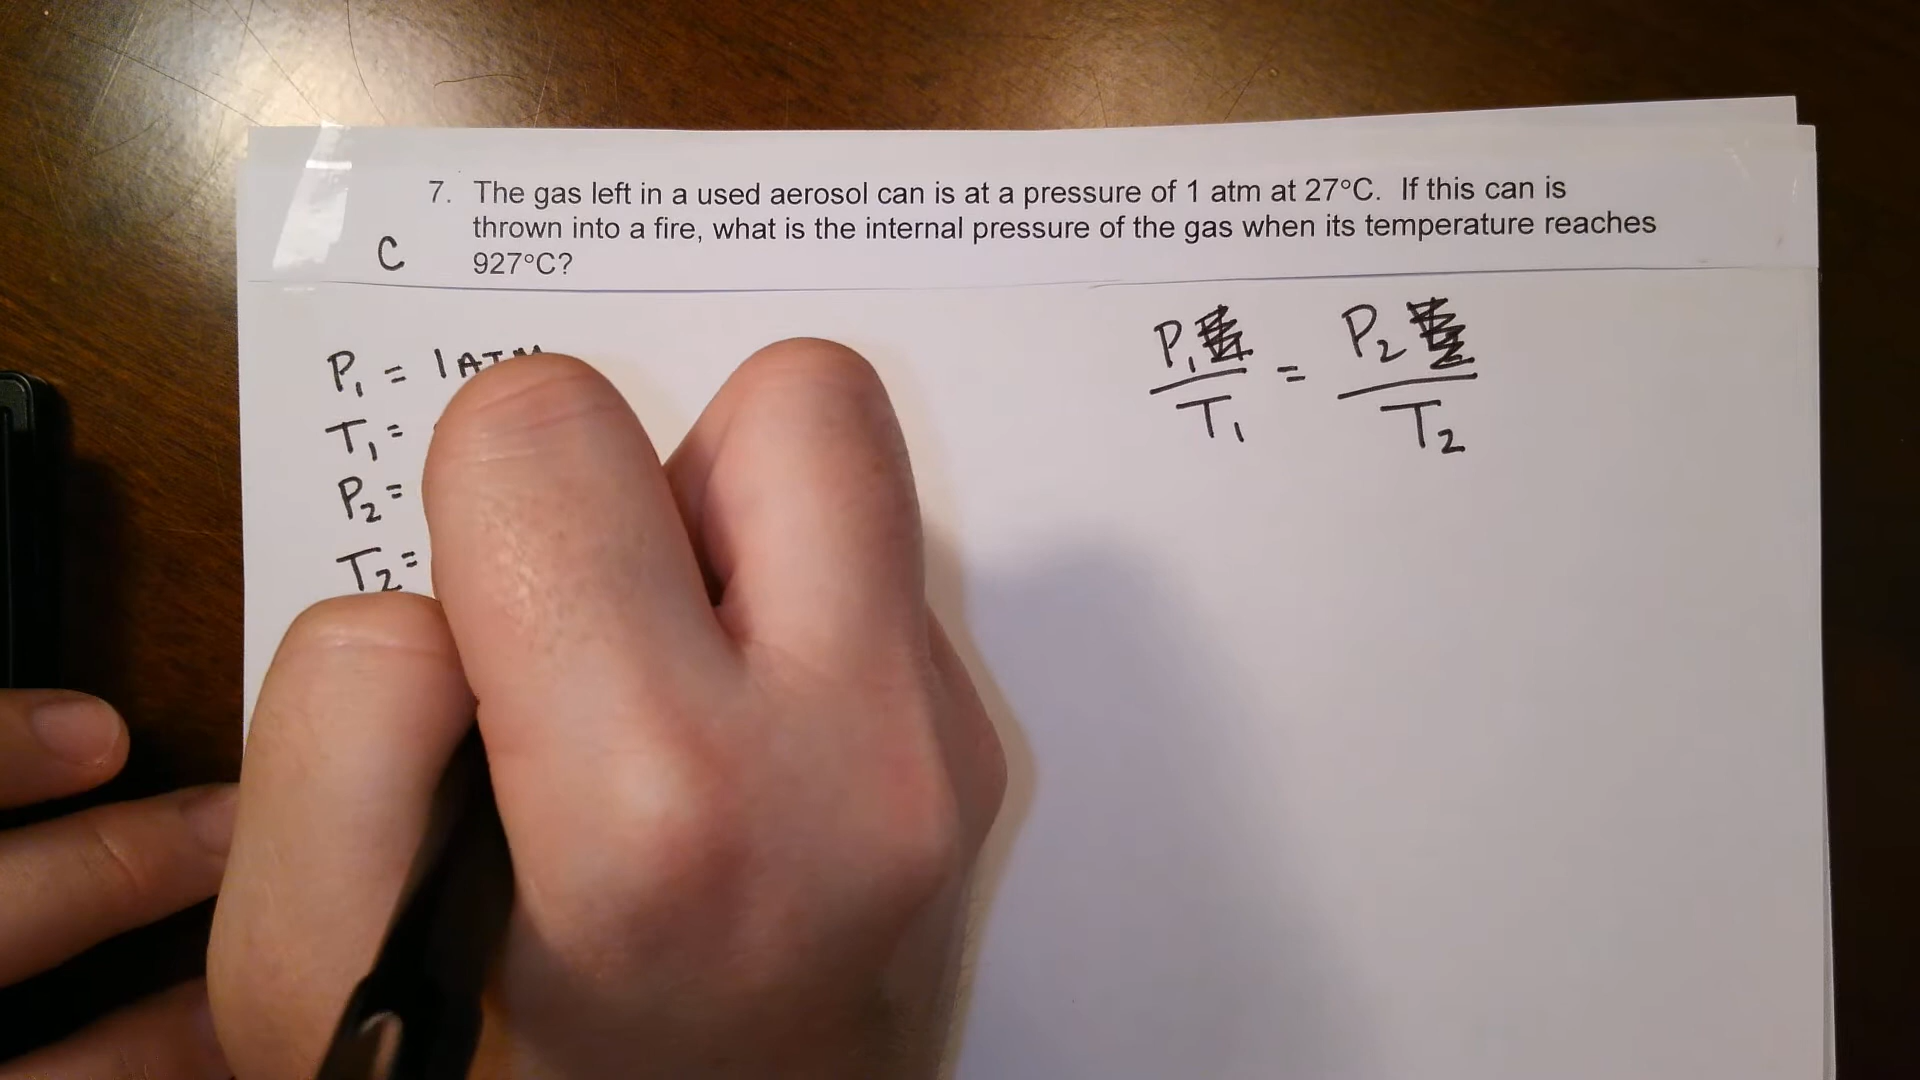 7. The gas left in a used aerosol can is at a pressure of 1 atm at 27°C. If this can is
thrown into a fire, what is the internal pressure of the gas when its temperature reaches
C 927°C?
P₁ = 1 ATM
T₁ =
P₂ =
T₂ =
P₁ = P₂
T₁ T₂